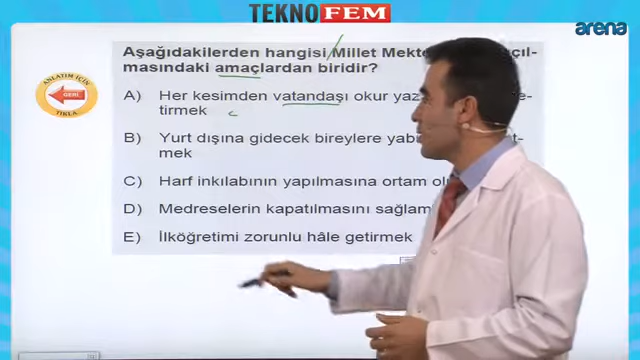 TEKNOFEM
arena
Aşağıdakilerden hangisi Millet Mekte çıl-
masındaki amaçlardan biridir?
ANLATIM İÇİN
GERİ
TIKLA
A) Her kesimden vatandaşı okur yaz e-
tirmek
B) Yurt dışına gidecek bireylere yab t-
mek
C) Harf inkılabının yapılmasına ortam
D) Medreselerin kapatılmasını sağlam
E) İlköğretimi zorunlu hâle getirmek